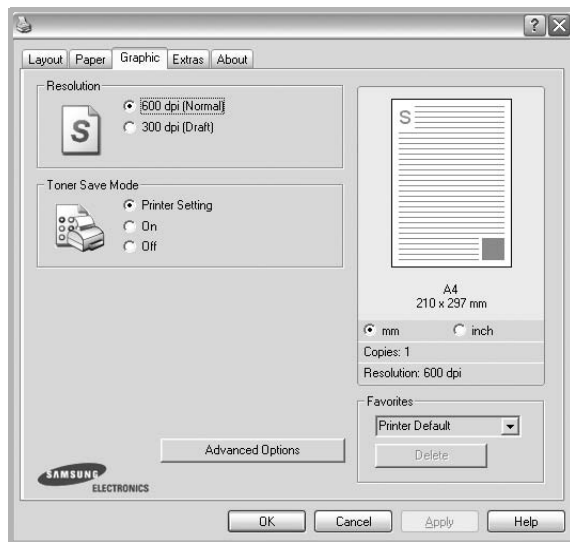 Layout Paper Graphic Extras About
Resolution
600 dpi (Normal)
300 dpi (Draft)
S
Toner Save Mode
Printer Setting
On
Off
S
A4
210 x 297 mm
mm inch
Copies: 1
Resolution: 600 dpi
Favorites
Printer Default
Delete
Advanced Options
SAMSUNG
ELECTRONICS
OK Cancel Apply Help